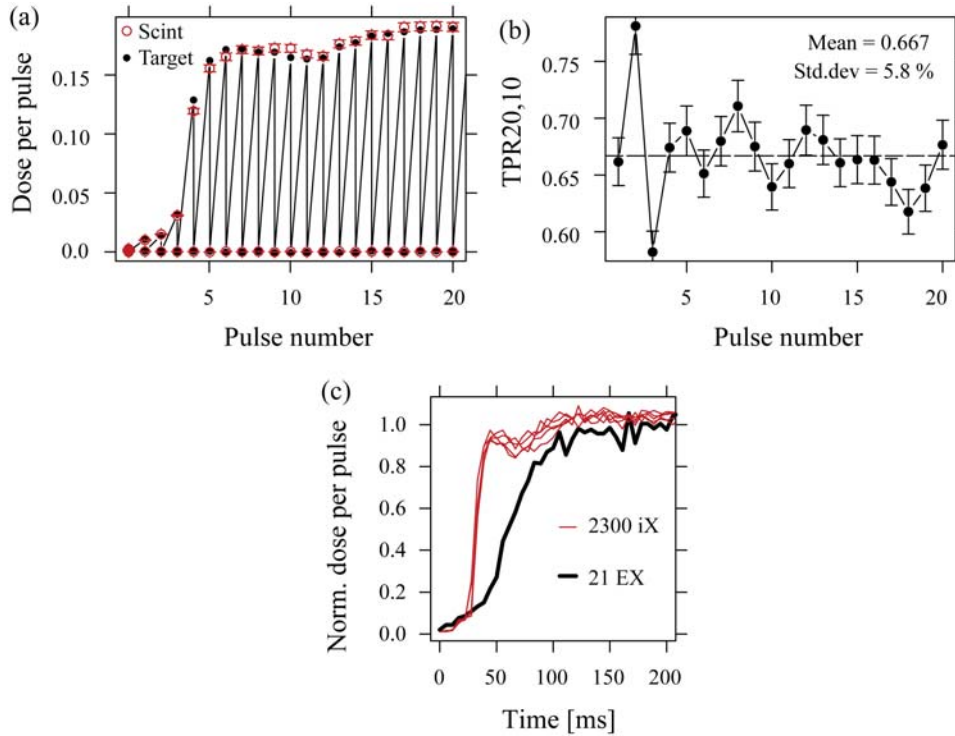 (a)
Scint
Target
Dose per pulse
0.15
0.10
0.05
0.0
5
10
15
20
Pulse number
(b)
Mean = 0.667
Std.dev = 5.8 %
TPR20,10
0.75
0.70
0.65
0.60
5
10
15
20
Pulse number
(c)
Norm. dose per pulse
1.0
0.8
0.6
0.4
0.2
0.0
2300 iX
21 EX
0
50
100
150
200
Time [ms]